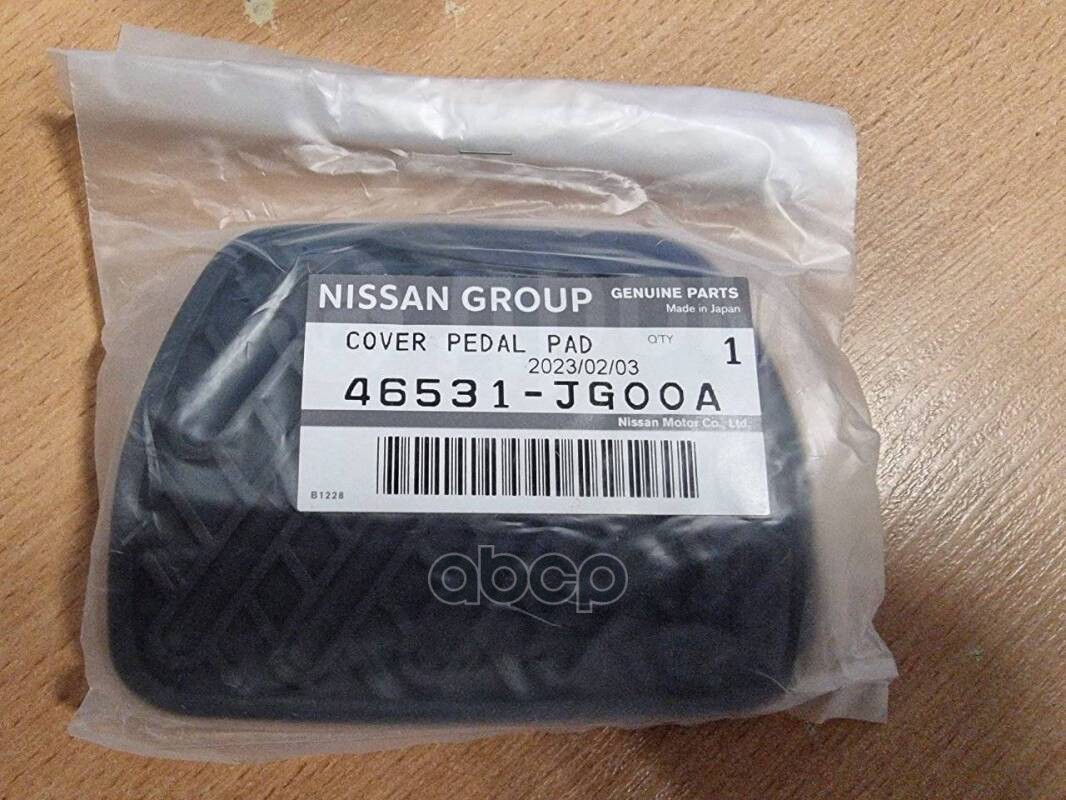 NISSAN GROUP
GENUINE PARTS
Made in Japan
COVER PEDAL PAD
Q'TY
1
2023/02/03
46531-JG00A
Nissan Motor Co., Ltd.
B1228
abcp